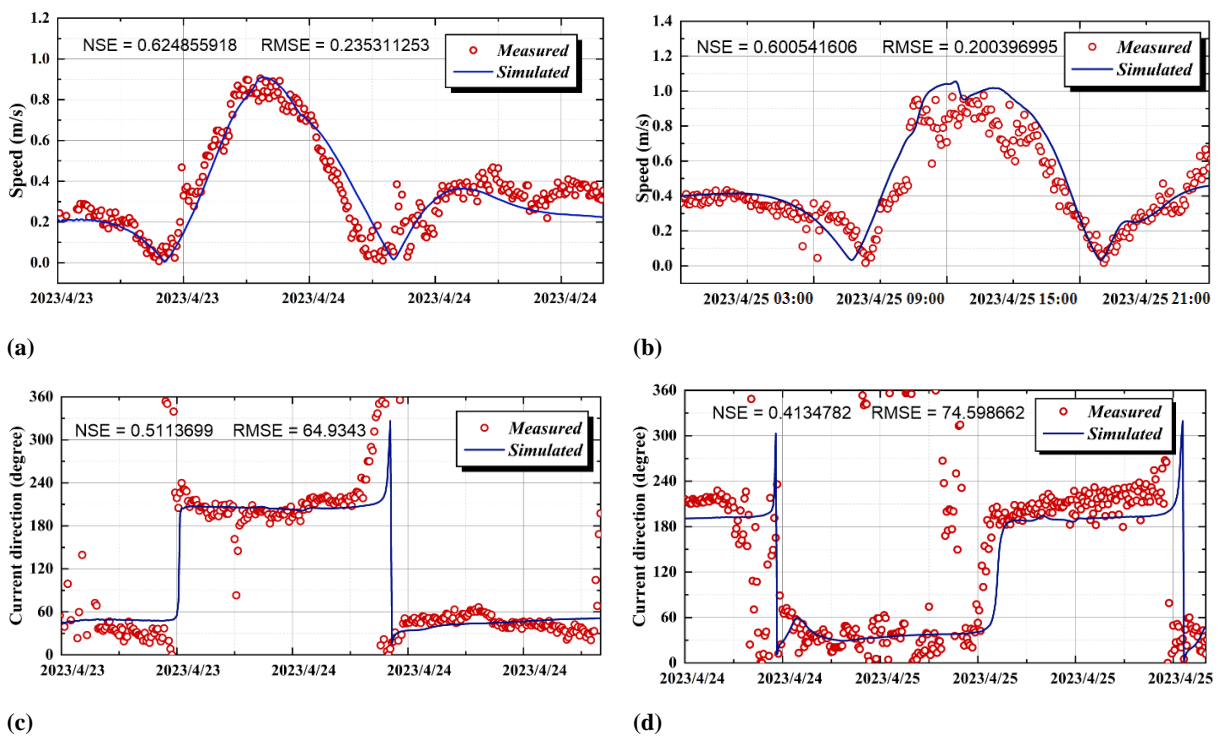 1.2
1.0
0.8
0.6
0.4
0.2
0.0
Speed (m/s)
NSE = 0.624855918 RMSE = 0.235311253
Measured
Simulated
2023/4/23 2023/4/23 2023/4/24 2023/4/24 2023/4/24
(a)
1.4
1.2
1.0
0.8
0.6
0.4
0.2
0.0
Speed (m/s)
NSE = 0.600541606 RMSE = 0.200396995
Measured
Simulated
2023/4/25 03:00 2023/4/25 09:00 2023/4/25 15:00 2023/4/25 21:00
(b)
360
300
240
180
120
60
0
Current direction (degree)
NSE = 0.5113699 RMSE = 64.9343
Measured
Simulated
2023/4/23 2023/4/23 2023/4/24 2023/4/24 2023/4/24
(c)
360
300
240
180
120
60
0
Current direction (degree)
NSE = 0.4134782 RMSE = 74.598662
Measured
Simulated
2023/4/24 2023/4/24 2023/4/25 2023/4/25 2023/4/25 2023/4/25
(d)